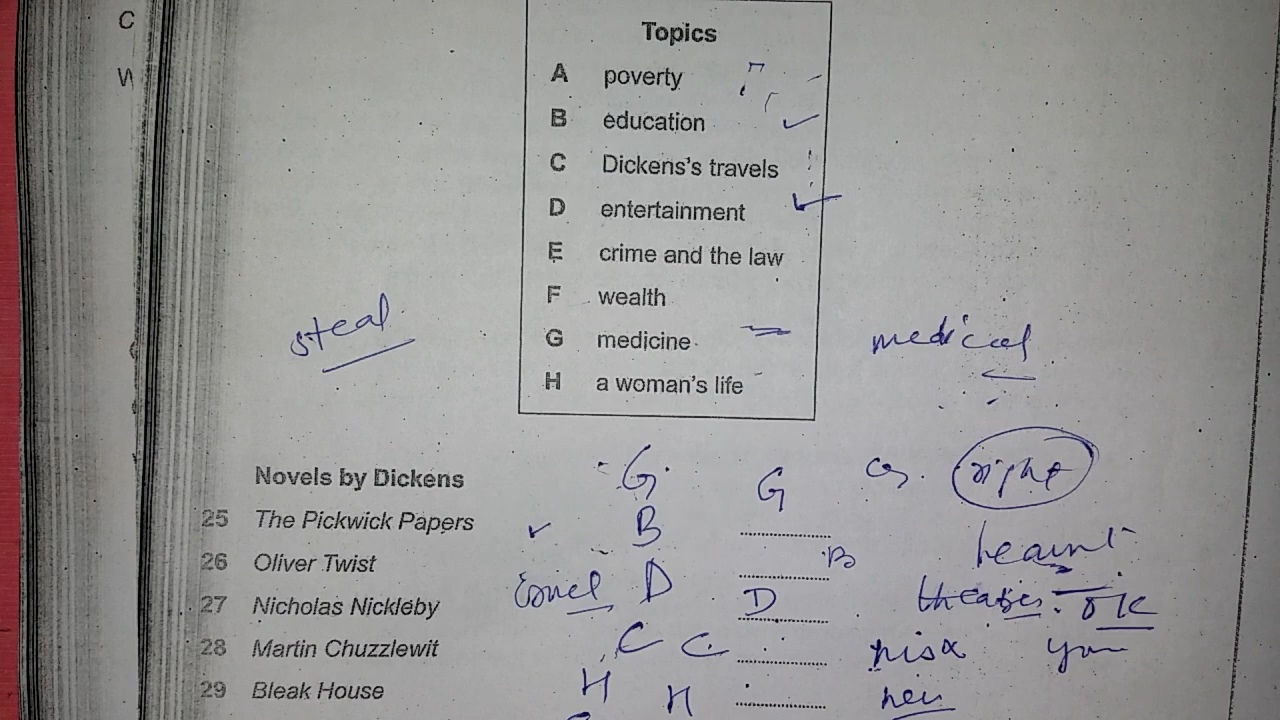 C
W
Topics
A poverty
B education
C Dickens's travels
D entertainment
E crime and the law
F wealth
G medicine
H a woman's life
steal
medical
Novels by Dickens G G right
25 The Pickwick Papers B ..............
26 Oliver Twist .............. B
27 Nicholas Nickleby D D ..............
28 Martin Chuzzlewit C C ..............
29 Bleak House H H ..............